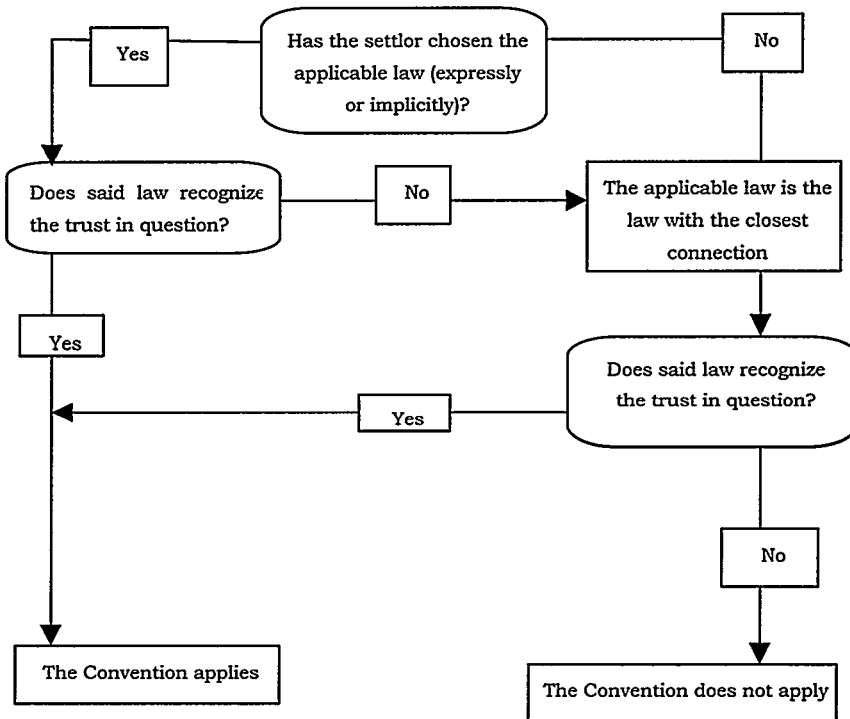 Yes
Has the settlor chosen the
applicable law (expressly
or implicitly)?
No
Does said law recognize
the trust in question?
No
The applicable law is the
law with the closest
connection
Yes
Does said law recognize
the trust in question?
Yes
No
The Convention applies
The Convention does not apply